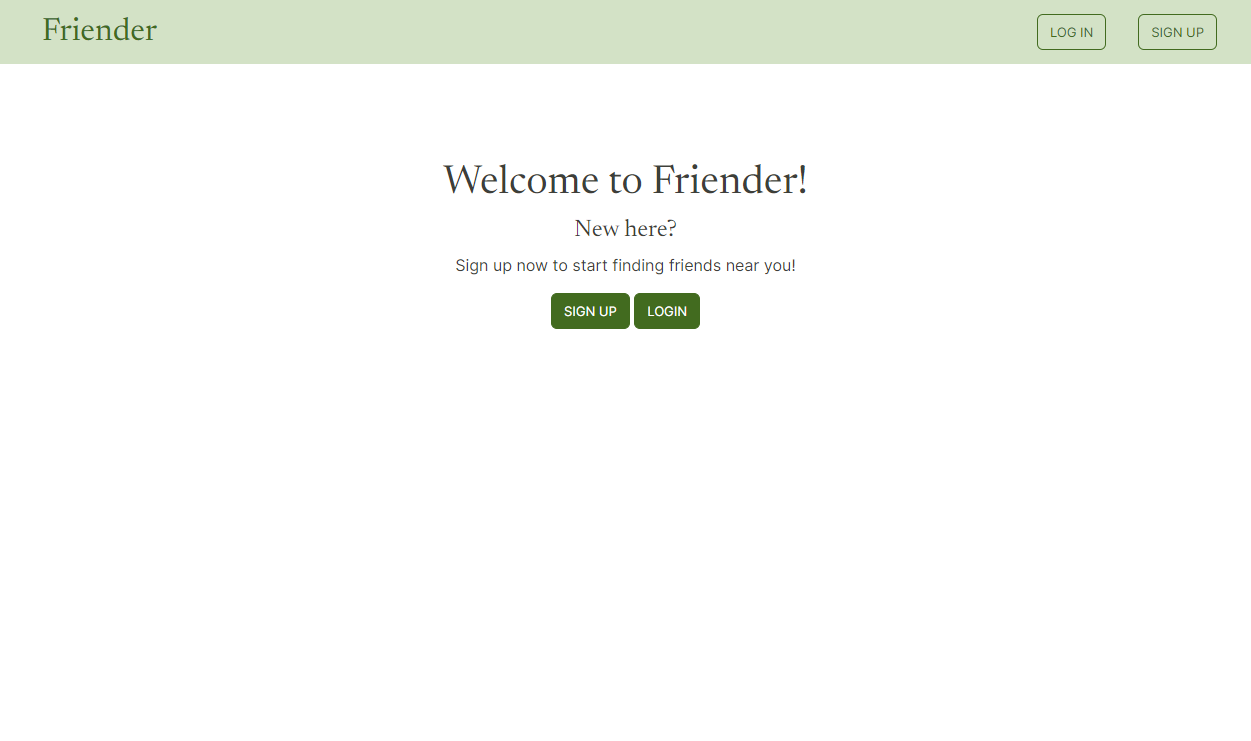 Friender
LOG IN
SIGN UP
Welcome to Friender!
New here?
Sign up now to start finding friends near you!
SIGN UP
LOGIN